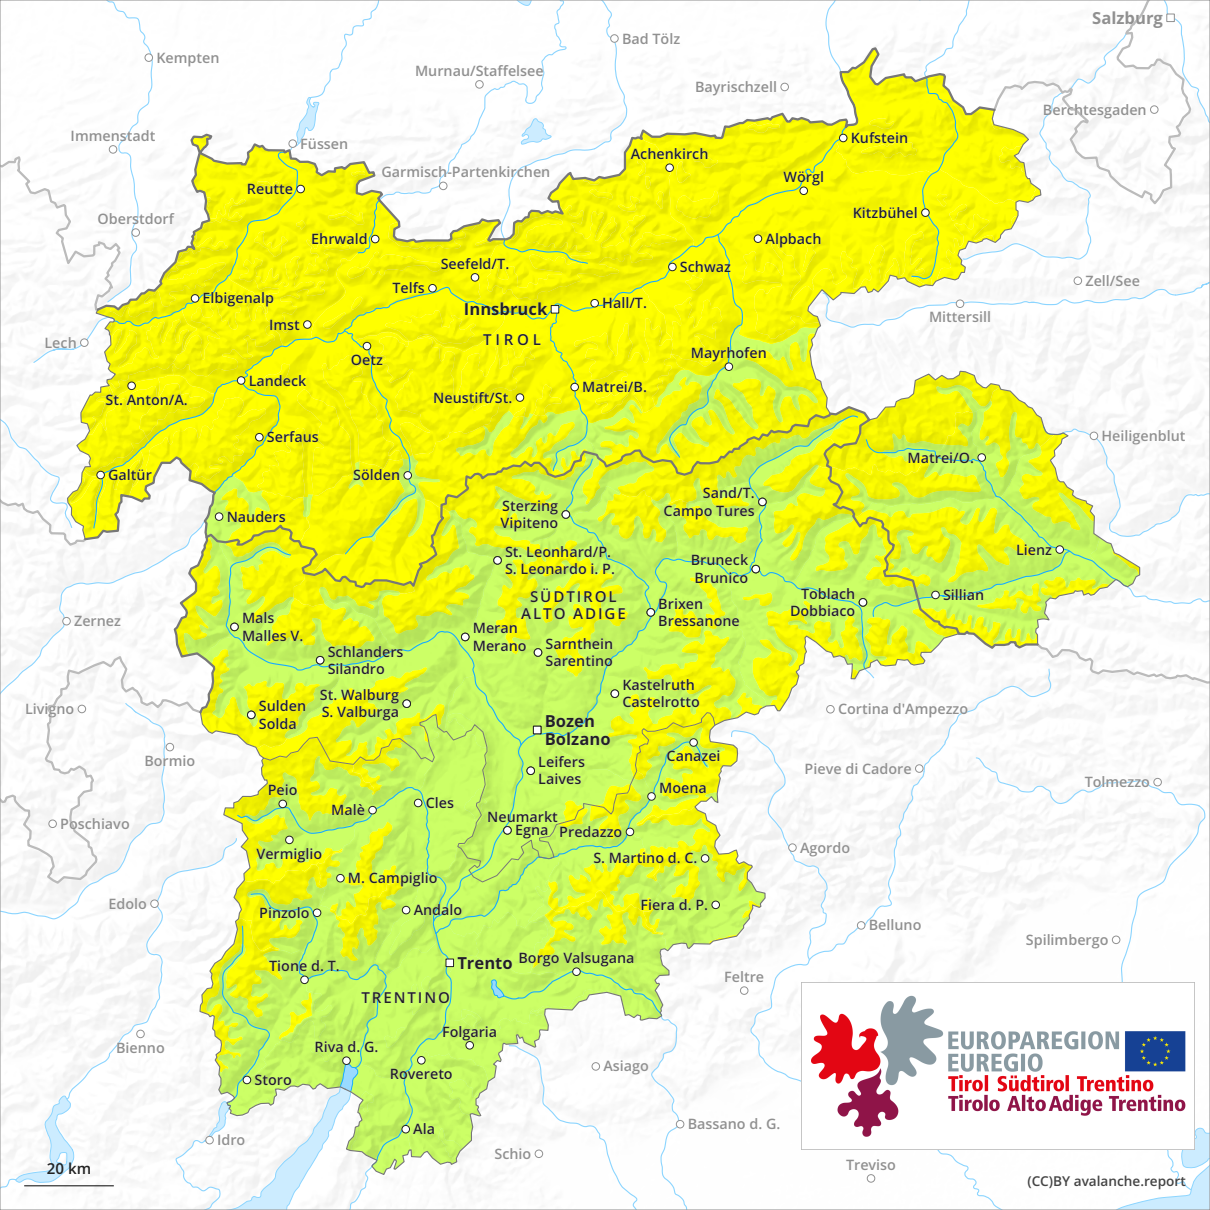 Salzburg
Bad Tölz
Kempten
Murnau/Staffelsee
Bayrischzell
Berchtesgaden
Immenstadt
Füssen
Kufstein
Achenkirch
Garmisch-Partenkirchen
Wörgl
Reutte
Oberstdorf
Kitzbühel
Ehrwald
Alpbach
Seefeld/T.
Schwaz
Zell/See
Telfs
Elbigenalp
Hall/T.
Innsbruck
Mittersill
Imst
TIROL
Lech
Mayrhofen
Oetz
Landeck
Matrei/B.
St. Anton/A.
Neustift/St.
Serfaus
Heiligenblut
Matrei/O.
Galtür
Sölden
Sand/T.
Campo Tures
Sterzing
Vipiteno
Nauders
Lienz
St. Leonhard/P.
S. Leonardo i. P.
Bruneck
Brunico
SÜDTIROL
ALTO ADIGE
Toblach
Dobbiaco
Sillian
Brixen
Bressanone
Zernez
Mals
Malles V.
Meran
Merano
Sarnthein
Sarentino
Schlanders
Silandro
Kastelruth
Castelrotto
St. Walburg
S. Valburga
Livigno
Sulden
Solda
Cortina d'Ampezzo
Bozen
Bolzano
Canazei
Bormio
Leifers
Laives
Pieve di Cadore
Tolmezzo
Peio
Moena
Malè
Cles
Neumarkt
Egna
Poschiavo
Predazzo
Vermiglio
Agordo
S. Martino d. C.
M. Campiglio
Edolo
Pinzolo
Andalo
Fiera d. P.
Belluno
Spilimbergo
Trento
Borgo Valsugana
Tione d. T.
Feltre
TRENTINO
Bienno
Folgaria
Riva d. G.
EUROPAREGION
EUREGIO
Tirol Südtirol Trentino
Tirolo Alto Adige Trentino
Asiago
Rovereto
Storo
Bassano d. G.
Ala
Idro
Schio
Treviso
20 km
(CC)BY avalanche.report